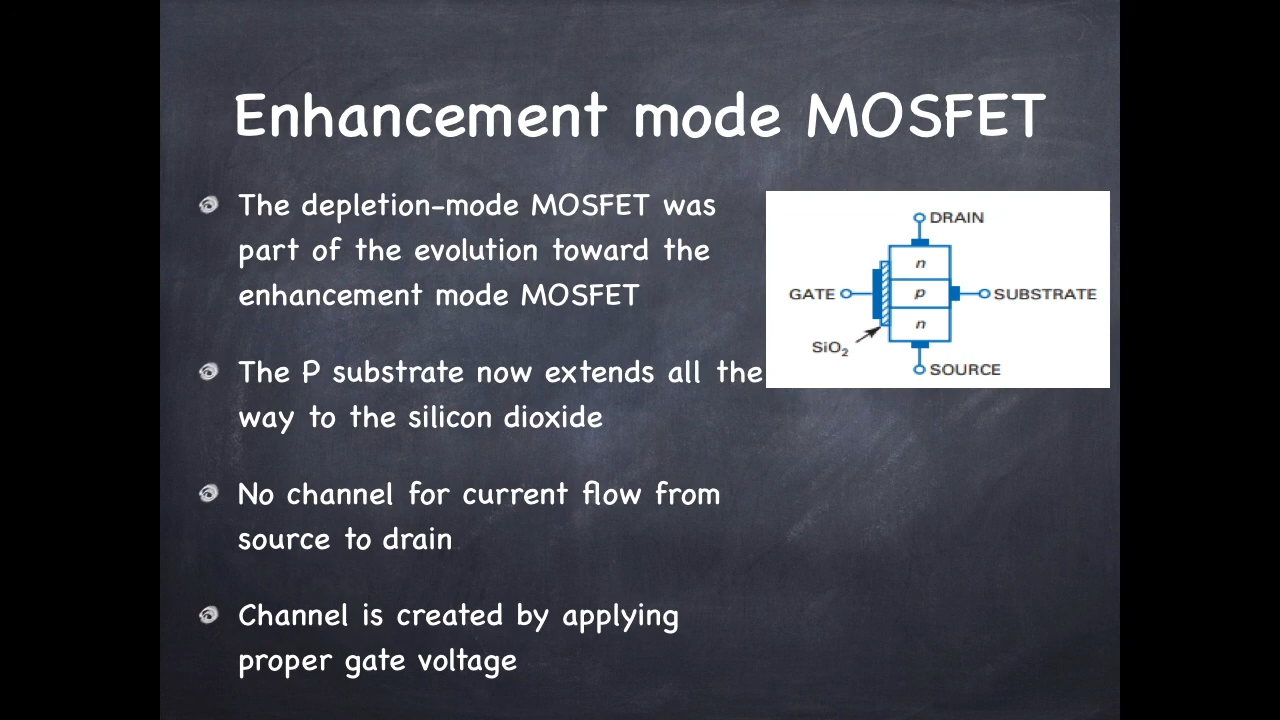 Enhancement mode MOSFET
The depletion-mode MOSFET was
part of the evolution toward the
enhancement mode MOSFET
The P substrate now extends all the
way to the silicon dioxide
No channel for current flow from
source to drain
Channel is created by applying
proper gate voltage
DRAIN
n
GATE
p
SUBSTRATE
n
SiO₂
SOURCE